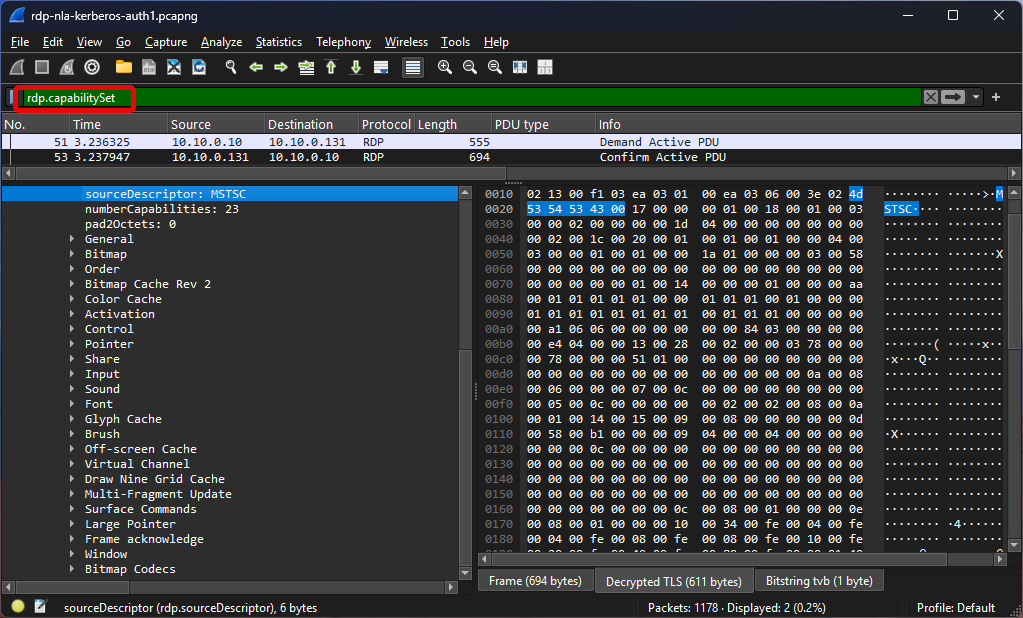 rdp-nla-kerberos-auth1.pcapng
File Edit View Go Capture Analyze Statistics Telephony Wireless Tools Help
rdp.capabilitySet
No. Time Source Destination Protocol Length PDU type Info
51 3.236325 10.10.0.10 10.10.0.131 RDP 555 Demand Active PDU
53 3.237947 10.10.0.131 10.10.0.10 RDP 694 Confirm Active PDU
sourceDescriptor: MSTSC
numberCapabilities: 23
pad2Octets: 0
General
Bitmap
Order
Bitmap Cache Rev 2
Color Cache
Activation
Control
Pointer
Share
Input
Sound
Font
Glyph Cache
Brush
Off-screen Cache
Virtual Channel
Draw Nine Grid Cache
Multi-Fragment Update
Surface Commands
Large Pointer
Frame acknowledge
Window
Bitmap Codecs
0010 02 13 00 f1 03 ea 03 01 00 ea 03 06 00 3e 02 4d ········ ·····>·M
0020 53 54 53 43 00 17 00 00 00 01 00 18 00 01 00 03 STSC···· ········
0030 00 00 02 00 00 00 00 1d 04 00 00 00 00 00 00 00 ········ ········
0040 00 02 00 1c 00 20 00 01 00 01 00 01 00 00 04 00 ····· ·· ········
0050 03 00 00 01 00 01 00 00 1a 01 00 00 00 03 00 58 ········ ·······X
0060 00 00 00 00 00 00 00 00 00 00 00 00 00 00 00 00 ········ ········
0070 00 00 00 00 00 01 00 14 00 00 00 01 00 00 00 aa ········ ········
0080 00 01 01 01 01 01 00 00 01 01 01 00 01 00 00 00 ········ ········
0090 01 01 01 01 01 01 01 01 00 01 01 01 00 00 00 00 ········ ········
00a0 00 a1 06 06 00 00 00 00 00 00 84 03 00 00 00 00 ········ ········
00b0 00 e4 04 00 00 13 00 28 00 02 00 00 03 78 00 00 ·······( ·····x··
00c0 00 78 00 00 00 51 01 00 00 00 00 00 00 00 00 00 ·x···Q·· ········
00d0 00 00 00 00 00 00 00 00 00 00 00 00 00 0a 00 08 ········ ········
00e0 00 06 00 00 00 07 00 0c 00 00 00 00 00 00 00 00 ········ ········
00f0 00 05 00 0c 00 00 00 00 00 02 00 02 00 08 00 0a ········ ········
0100 00 01 00 14 00 15 00 09 00 08 00 00 00 00 00 0d ········ ········
0110 00 58 00 b1 00 00 00 09 04 00 00 04 00 00 00 00 ·X······ ········
0120 00 00 0c 00 00 00 00 00 00 00 00 00 00 00 00 00 ········ ········
0130 00 00 00 00 00 00 00 00 00 00 00 00 00 00 00 00 ········ ········
0140 00 00 00 00 00 00 00 00 00 00 00 00 00 00 00 00 ········ ········
0150 00 00 00 00 00 00 00 00 00 00 00 00 00 00 00 00 ········ ········
0160 00 00 00 00 00 00 00 0c 00 08 00 01 00 00 00 0e ········ ········
0170 00 08 00 01 00 00 00 10 00 34 00 fe 00 04 00 fe ········ ·4······
0180 00 04 00 fe 00 08 00 fe 00 08 00 fe 00 10 00 fe ········ ········
Frame (694 bytes) Decrypted TLS (611 bytes) Bitstring tvb (1 byte)
sourceDescriptor (rdp.sourceDescriptor), 6 bytes Packets: 1178 · Displayed: 2 (0.2%) Profile: Default